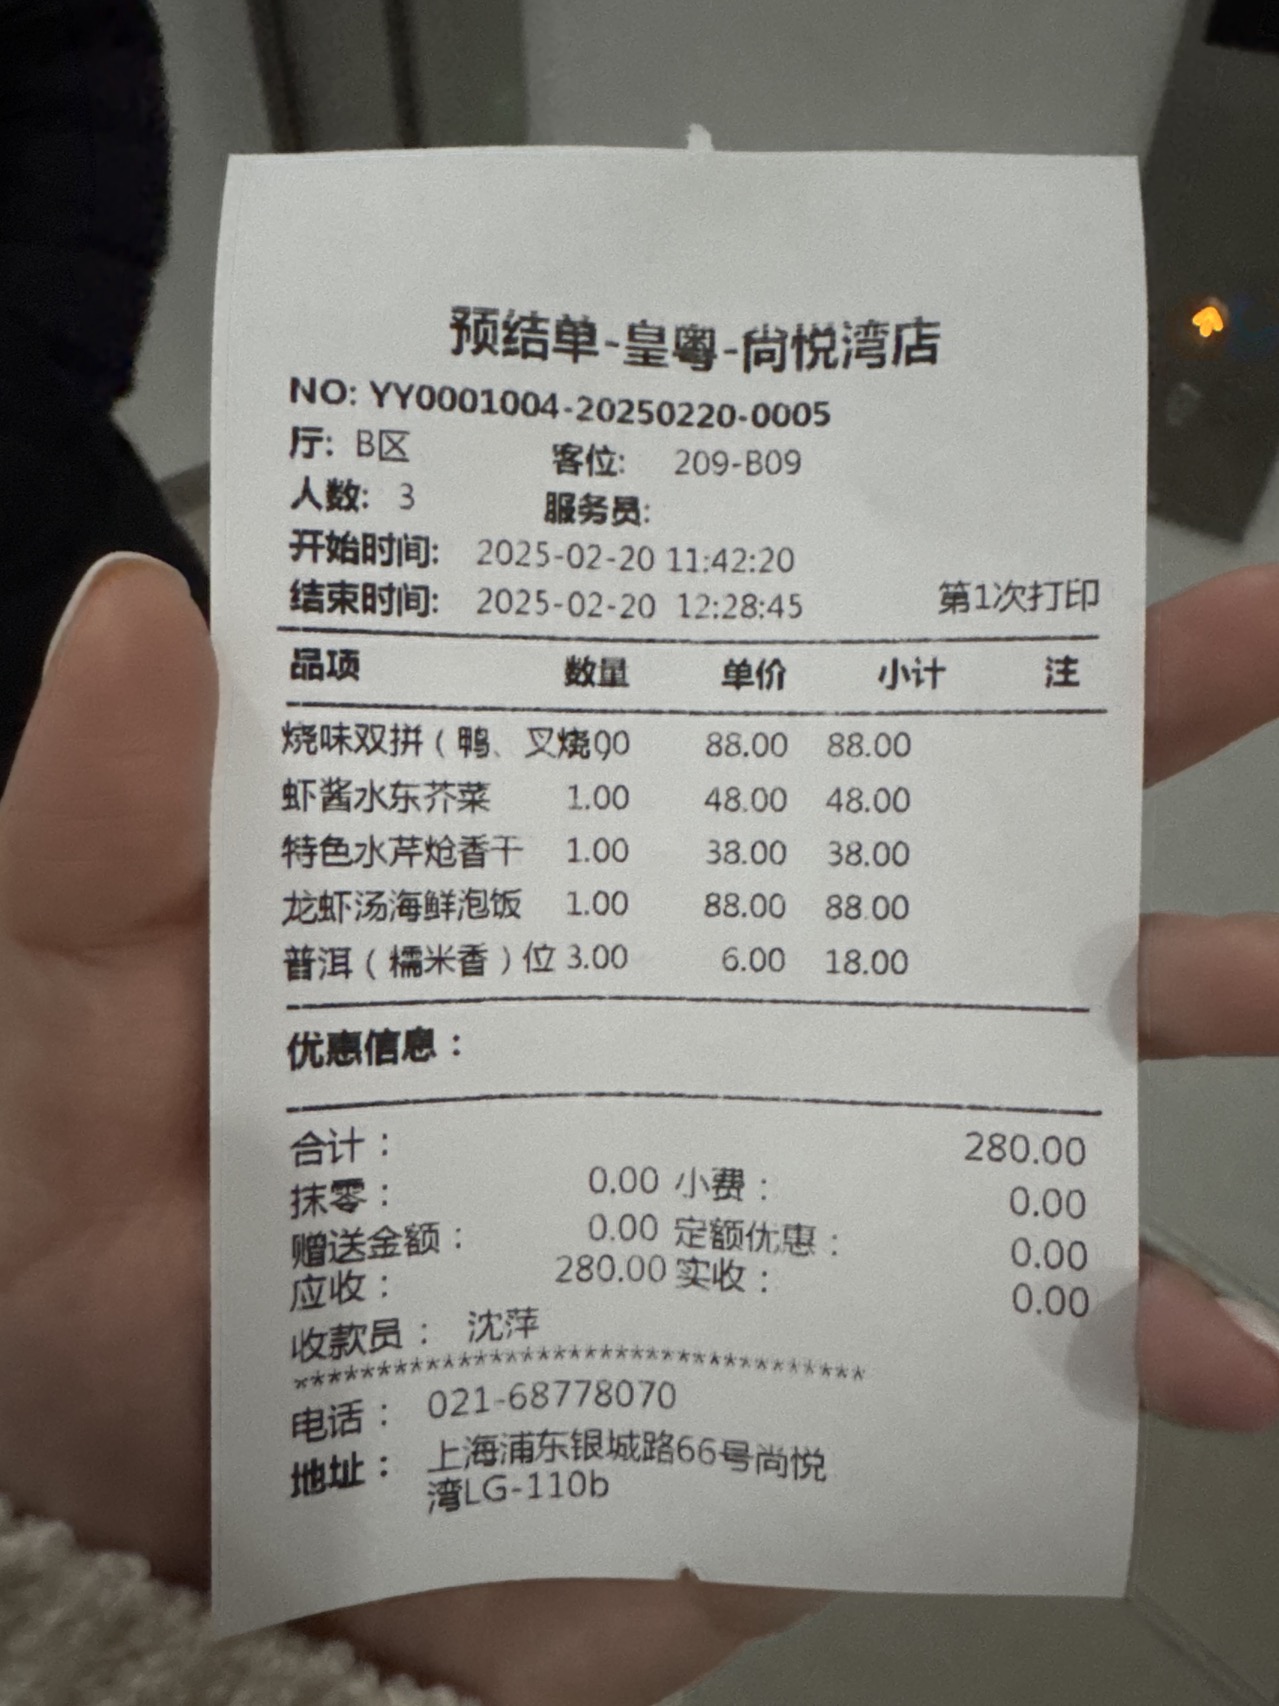 预结单-皇粤-尚悦湾店
NO: YY0001004-20250220-0005
厅: B区 客位: 209-B09
人数: 3 服务员:
开始时间: 2025-02-20 11:42:20
结束时间: 2025-02-20 12:28:45 第1次打印
品项 数量 单价 小计 注
烧味双拼（鸭、叉烧00 88.00 88.00
虾酱水东芥菜 1.00 48.00 48.00
特色水芹炝香干 1.00 38.00 38.00
龙虾汤海鲜泡饭 1.00 88.00 88.00
普洱（糯米香）位 3.00 6.00 18.00
优惠信息：
合计： 280.00
抹零： 0.00 小费： 0.00
赠送金额： 0.00 定额优惠： 0.00
应收： 280.00 实收： 0.00
收款员： 沈萍
***********************************
电话： 021-68778070
地址： 上海浦东银城路66号尚悦
湾LG-110b